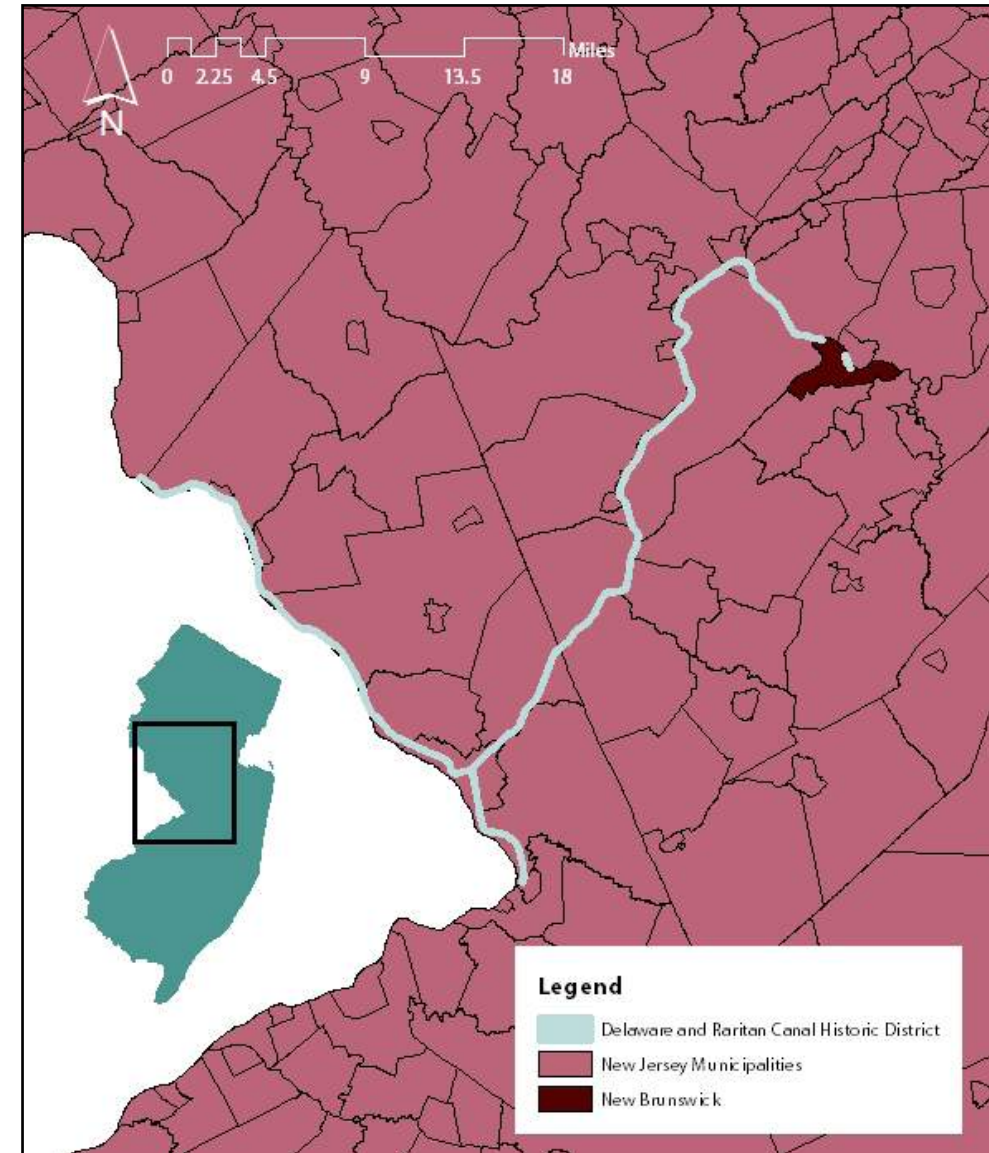 Miles
0 2.25 4.5 9 13.5 18
N
Legend
Delaware and Raritan Canal Historic District
New Jersey Municipalities
New Brunswick